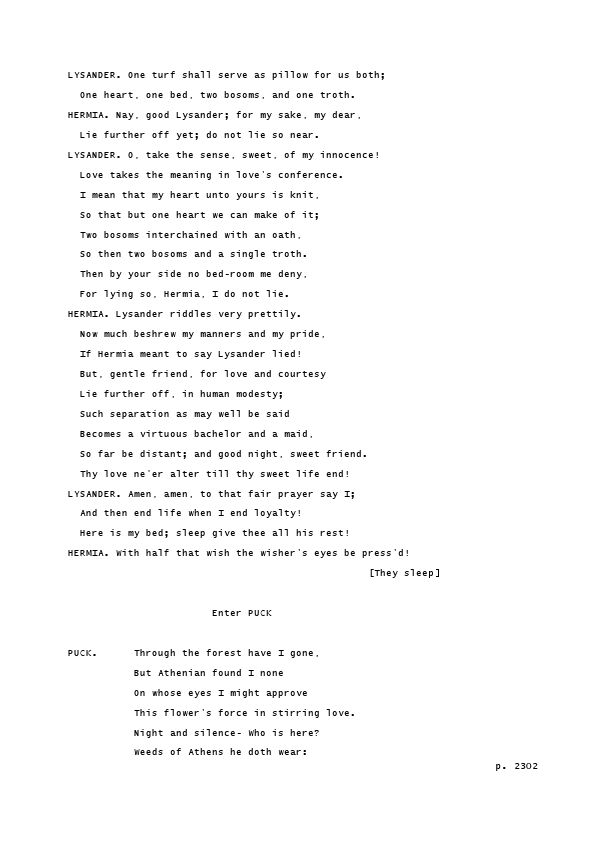 LYSANDER. One turf shall serve as pillow for us both;
One heart, one bed, two bosoms, and one troth.
HERMIA. Nay, good Lysander; for my sake, my dear,
Lie further off yet; do not lie so near.
LYSANDER. O, take the sense, sweet, of my innocence!
Love takes the meaning in love's conference.
I mean that my heart unto yours is knit,
So that but one heart we can make of it;
Two bosoms interchained with an oath,
So then two bosoms and a single troth.
Then by your side no bed-room me deny,
For lying so, Hermia, I do not lie.
HERMIA. Lysander riddles very prettily.
Now much beshrew my manners and my pride,
If Hermia meant to say Lysander lied!
But, gentle friend, for love and courtesy
Lie further off, in human modesty;
Such separation as may well be said
Becomes a virtuous bachelor and a maid,
So far be distant; and good night, sweet friend.
Thy love ne'er alter till thy sweet life end!
LYSANDER. Amen, amen, to that fair prayer say I;
And then end life when I end loyalty!
Here is my bed; sleep give thee all his rest!
HERMIA. With half that wish the wisher's eyes be press'd!
[They sleep]
Enter PUCK
PUCK. Through the forest have I gone,
But Athenian found I none
On whose eyes I might approve
This flower's force in stirring love.
Night and silence- Who is here?
Weeds of Athens he doth wear:
p. 2302